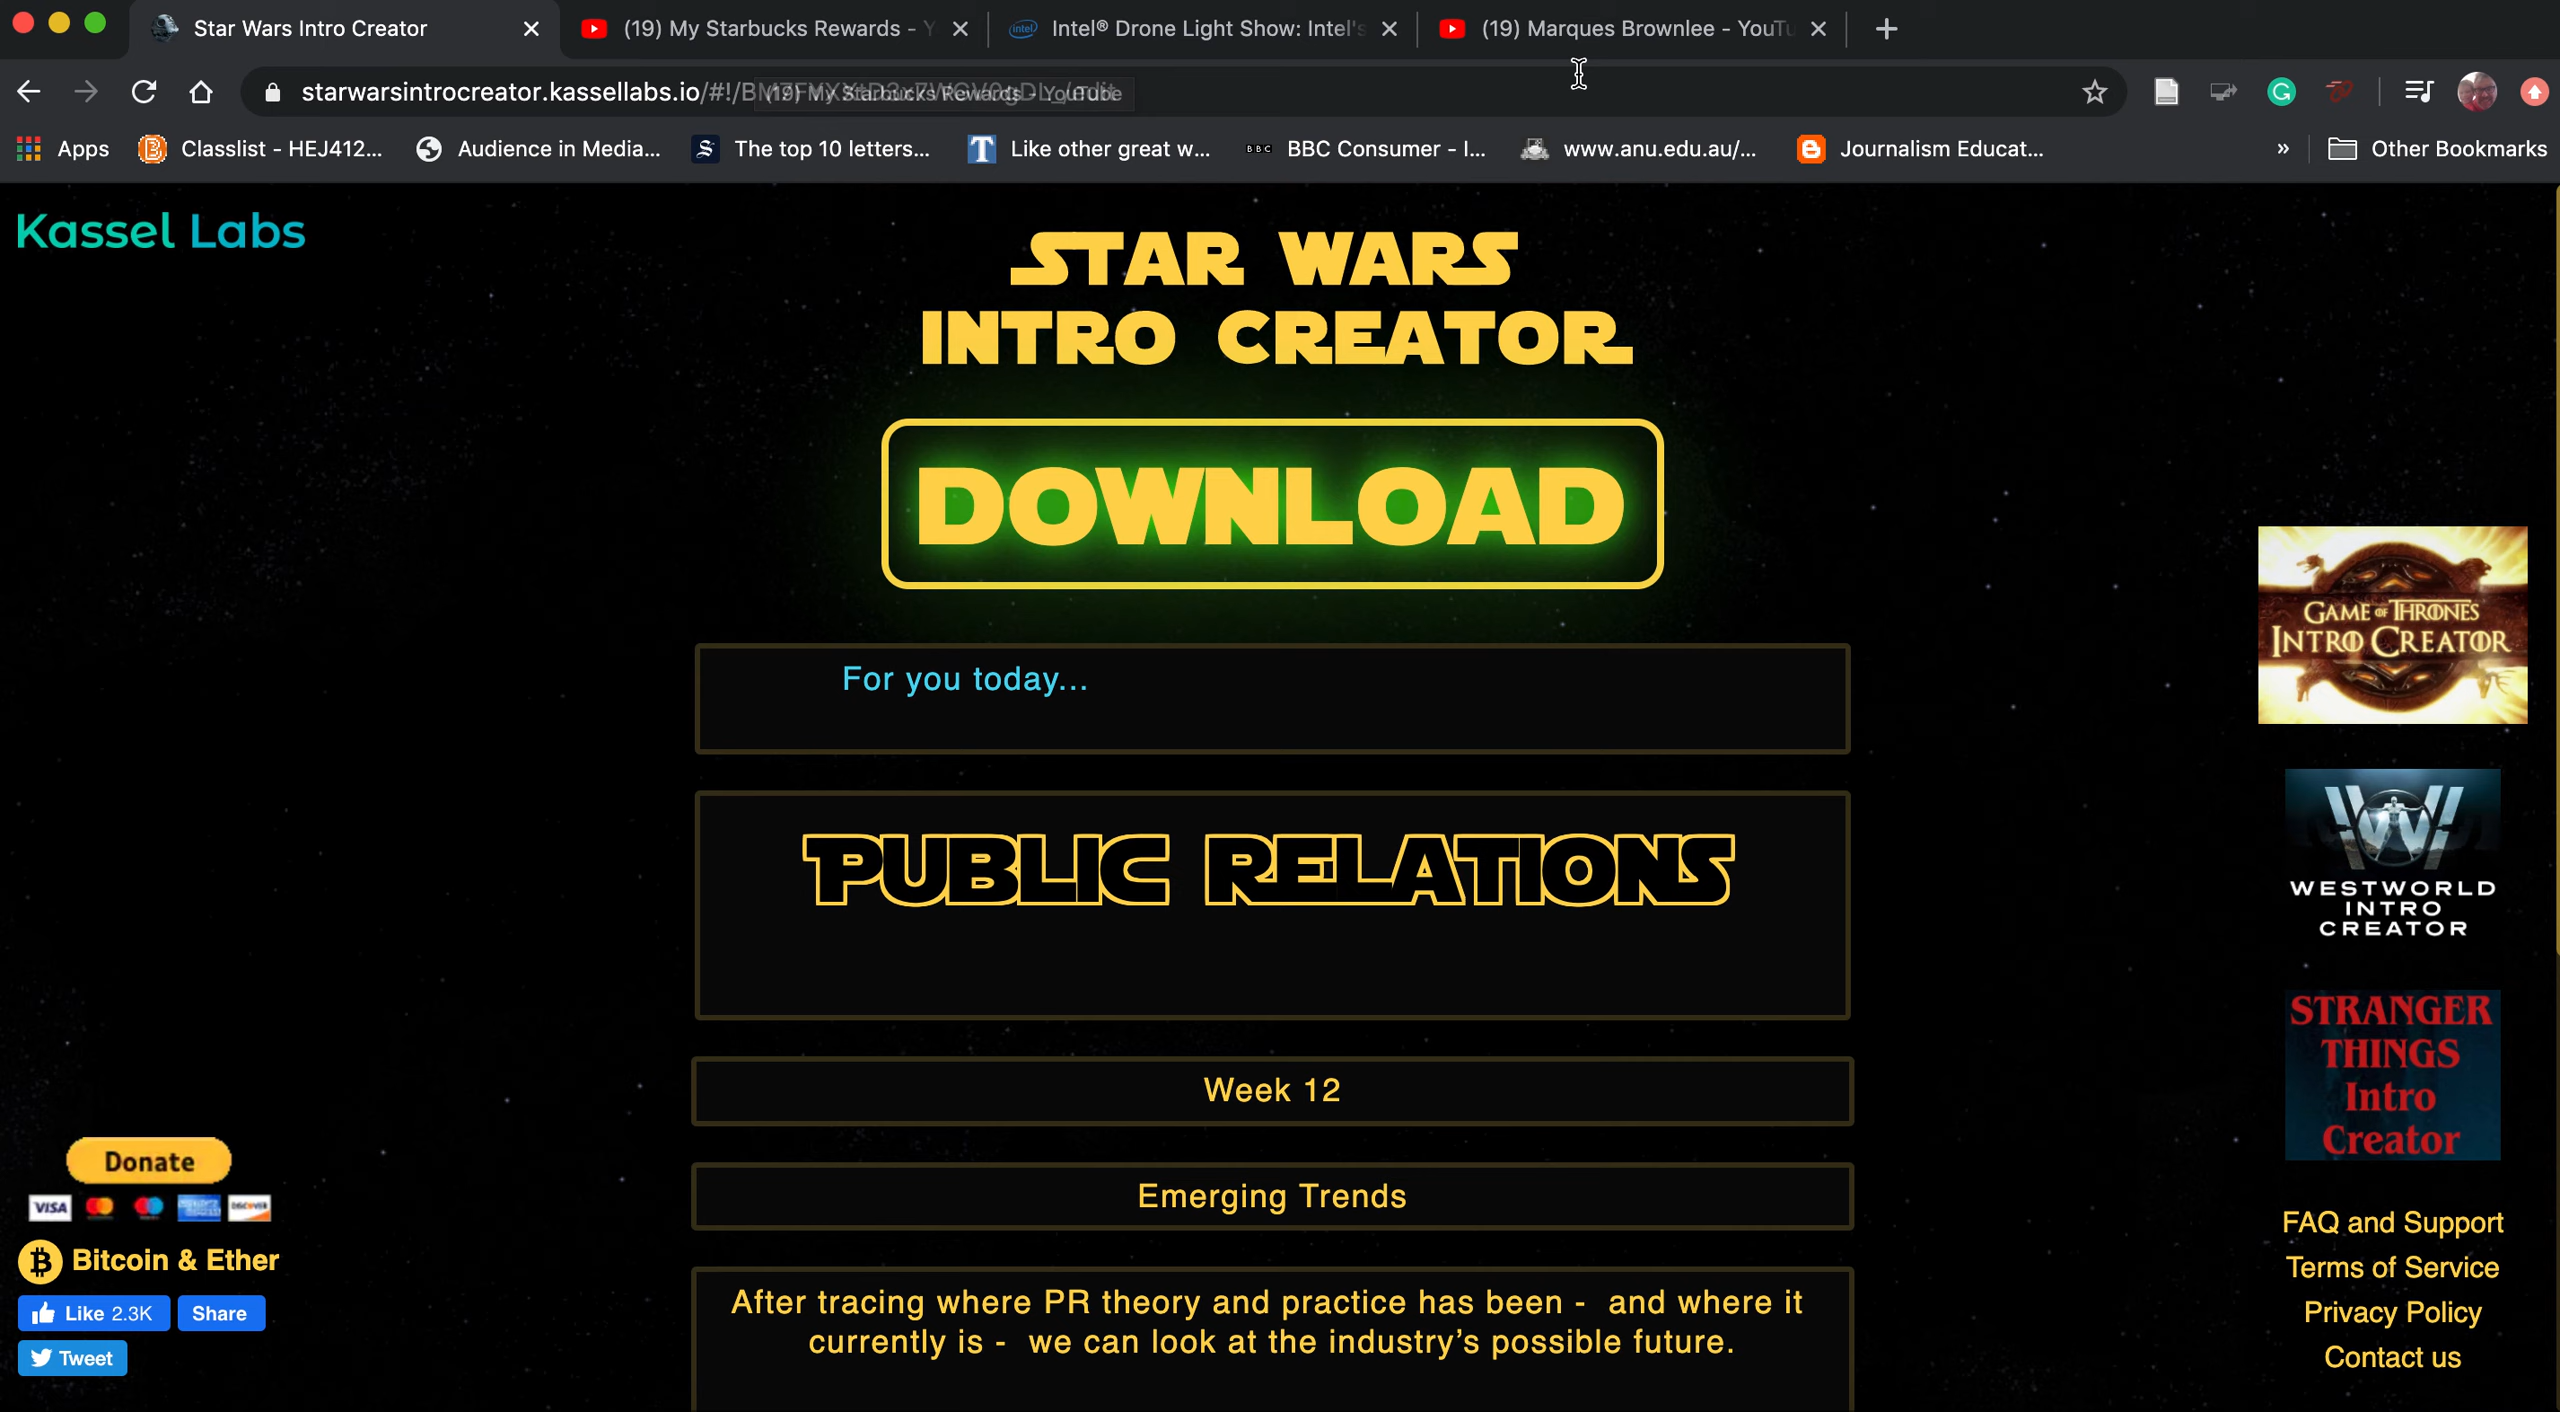 Star Wars Intro Creator
(19) My Starbucks Rewards - Y
Intel® Drone Light Show: Intel's
(19) Marques Brownlee - YouTu
starwarsintrocreator.kassellabs.io/#!/
(19) My Starbucks Rewards - YouTube
Apps
Classlist - HEJ412...
Audience in Media...
The top 10 letters...
Like other great w...
BBC Consumer - I...
www.anu.edu.au/...
Journalism Educat...
»
Other Bookmarks
Kassel Labs
STAR WARS
INTRO CREATOR
DOWNLOAD
For you today...
PUBLIC RELATIONS
Week 12
Emerging Trends
After tracing where PR theory and practice has been - and where it
currently is - we can look at the industry's possible future.
GAME OF THRONES
INTRO CREATOR
WESTWORLD
INTRO
CREATOR
STRANGER
THINGS
Intro
Creator
FAQ and Support
Terms of Service
Privacy Policy
Contact us
Donate
VISA
Bitcoin & Ether
Like 2.3K
Share
Tweet